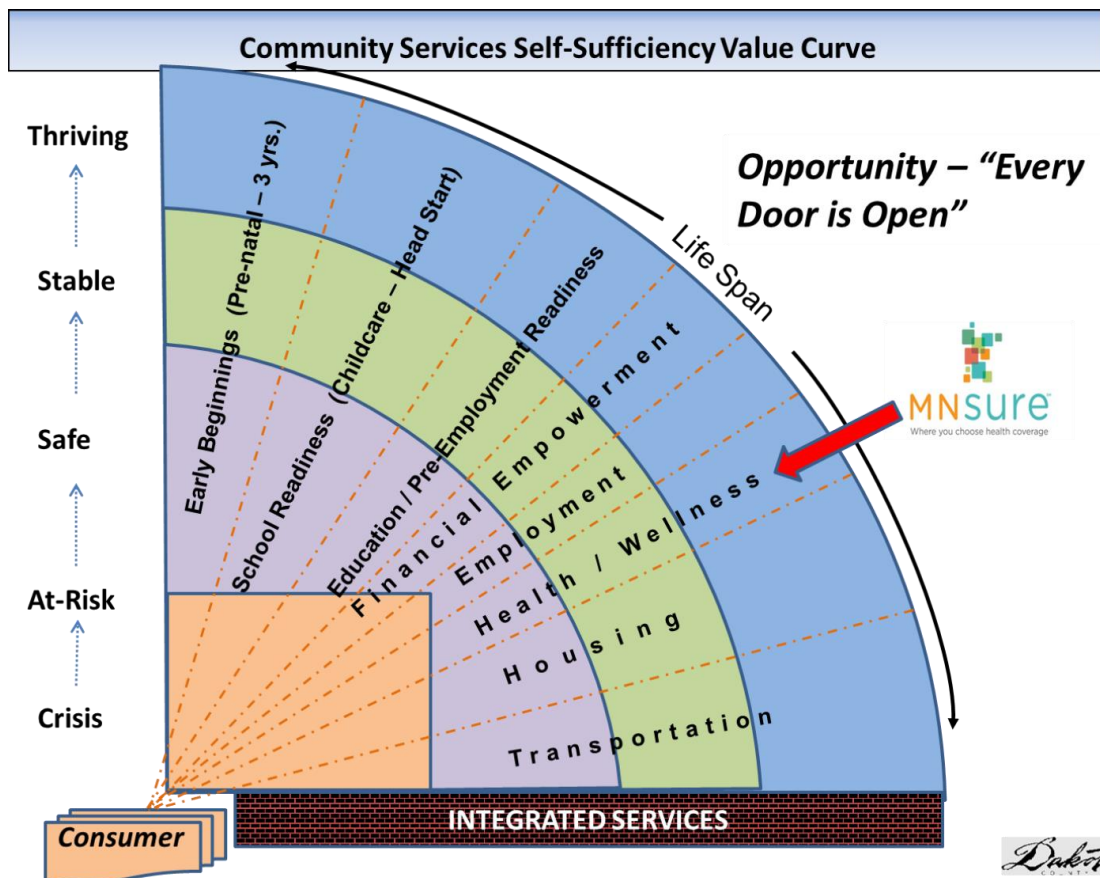 Community Services Self-Sufficiency Value Curve
Thriving
Stable
Safe
At-Risk
Crisis
Early Beginnings (Pre-natal – 3 yrs.)
School Readiness (Childcare – Head Start)
Education / Pre-Employment Readiness
Financial Empowerment
Employment
Health / Wellness
Housing
Transportation
Life Span
Opportunity – “Every
Door is Open”
MNsure
Where you choose health coverage
Consumer
INTEGRATED SERVICES
Dakota
COUNTY